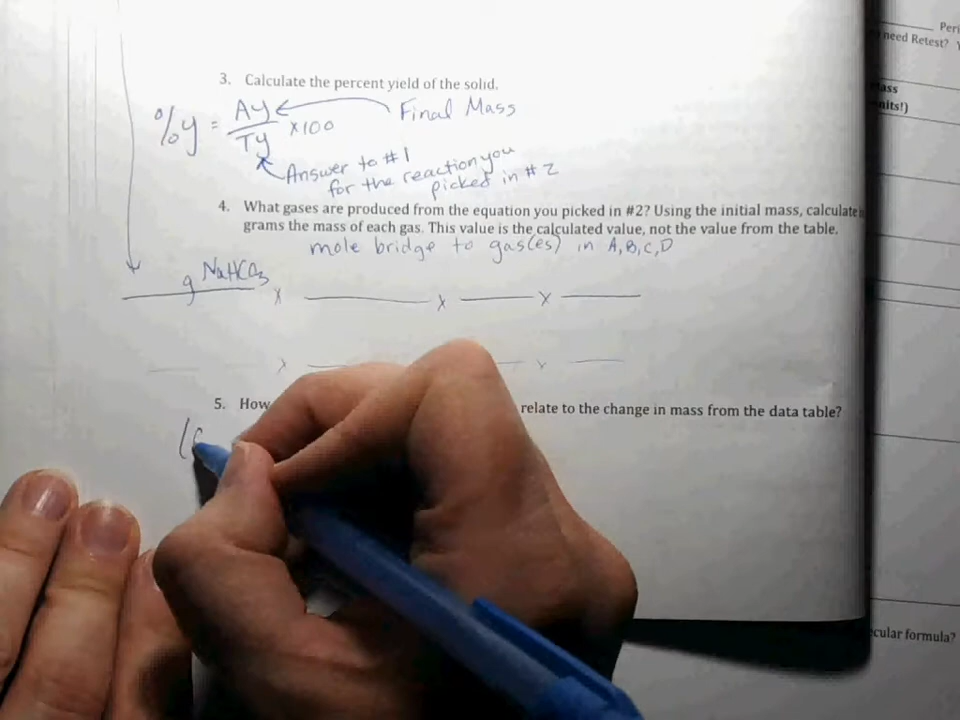 3. Calculate the percent yield of the solid.
%y = AY/TY x100
Final Mass
Answer to #1
for the reaction you
picked in #2
4. What gases are produced from the equation you picked in #2? Using the initial mass, calculate
grams the mass of each gas. This value is the calculated value, not the value from the table.
mole bridge to gas(es) in A, B, C, D
g NaHCO3 x x x
x x
5. How relate to the change in mass from the data table?
need Retest?
cular formula?